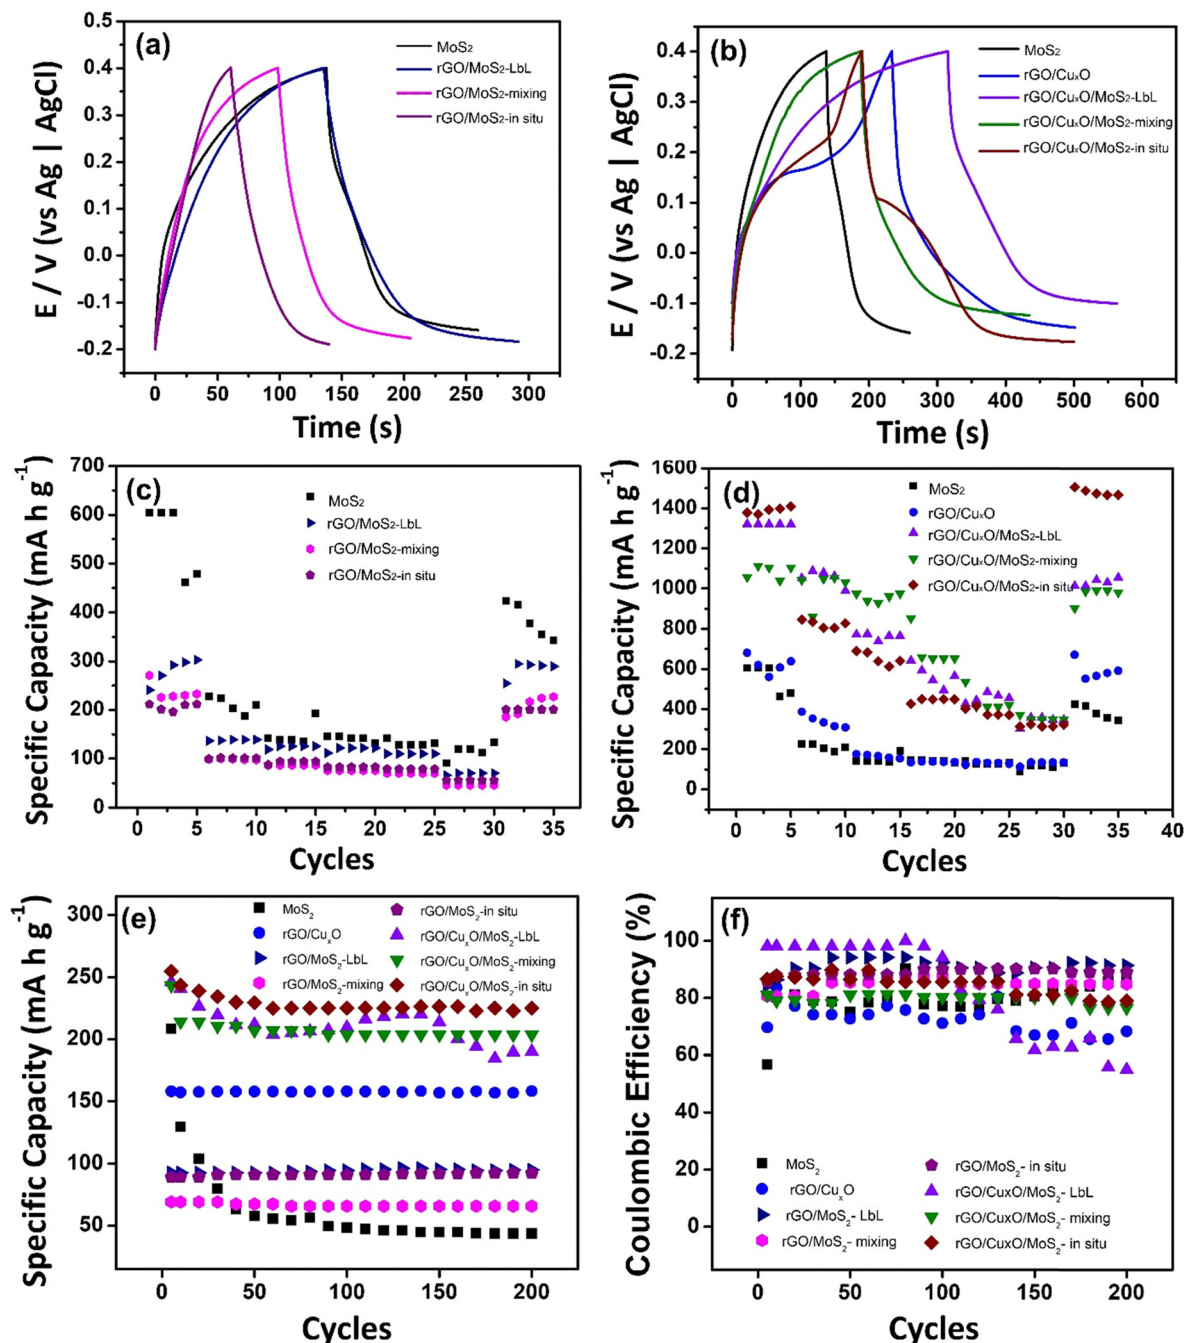 (a)
MoS₂
rGO/MoS₂-LbL
rGO/MoS₂-mixing
rGO/MoS₂-in situ
0.5
0.4
0.3
0.2
0.1
0.0
-0.1
-0.2
E / V (vs Ag | AgCl)
0 50 100 150 200 250 300
Time (s)
(b)
MoS₂
rGO/CuₓO
rGO/CuₓO/MoS₂-LbL
rGO/CuₓO/MoS₂-mixing
rGO/CuₓO/MoS₂-in situ
0.4
0.3
0.2
0.1
0.0
-0.1
-0.2
E / V (vs Ag | AgCl)
0 100 200 300 400 500 600
Time (s)
(c)
MoS₂
rGO/MoS₂-LbL
rGO/MoS₂-mixing
rGO/MoS₂-in situ
700
600
500
400
300
200
100
0
Specific Capacity (mA h g⁻¹)
0 5 10 15 20 25 30 35
Cycles
(d)
MoS₂
rGO/CuₓO
rGO/CuₓO/MoS₂-LbL
rGO/CuₓO/MoS₂-mixing
rGO/CuₓO/MoS₂-in situ
1600
1400
1200
1000
800
600
400
200
0
Specific Capacity (mA h g⁻¹)
0 5 10 15 20 25 30 35 40
Cycles
(e)
MoS₂
rGO/CuₓO
rGO/MoS₂-LbL
rGO/MoS₂-mixing
rGO/MoS₂-in situ
rGO/CuₓO/MoS₂-LbL
rGO/CuₓO/MoS₂-mixing
rGO/CuₓO/MoS₂-in situ
300
250
200
150
100
50
Specific Capacity (mA h g⁻¹)
0 50 100 150 200
Cycles
(f)
100
80
60
40
20
0
Coulombic Efficiency (%)
MoS₂
rGO/CuₓO
rGO/MoS₂- LbL
rGO/MoS₂- mixing
rGO/MoS₂- in situ
rGO/CuxO/MoS₂- LbL
rGO/CuxO/MoS₂- mixing
rGO/CuxO/MoS₂- in situ
0 50 100 150 200
Cycles